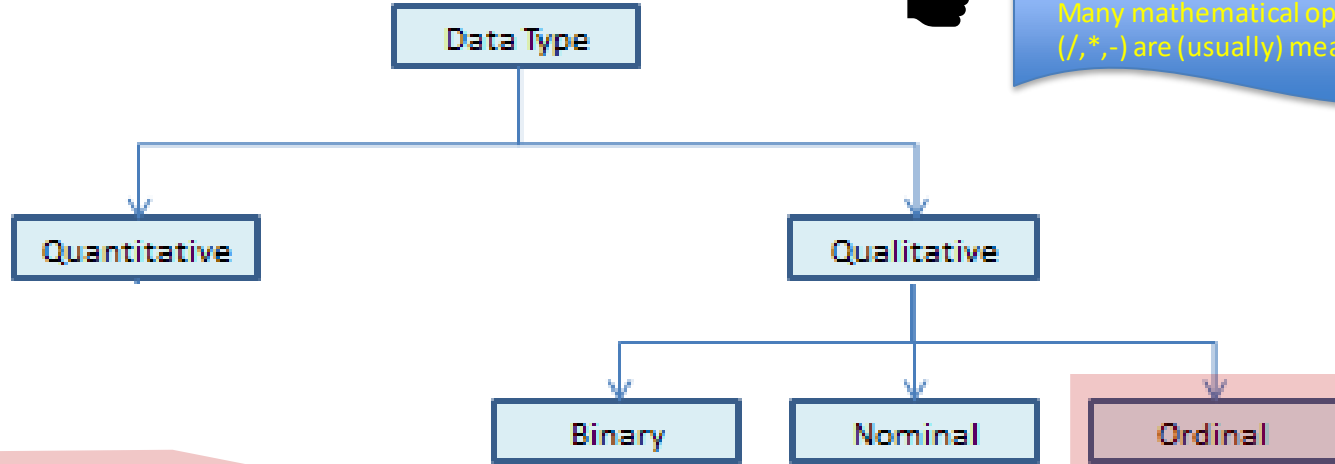 Many mathematical op
(/,*,-) are (usually) mea
Data Type
Quantitative
Qualitative
Binary
Nominal
Ordinal